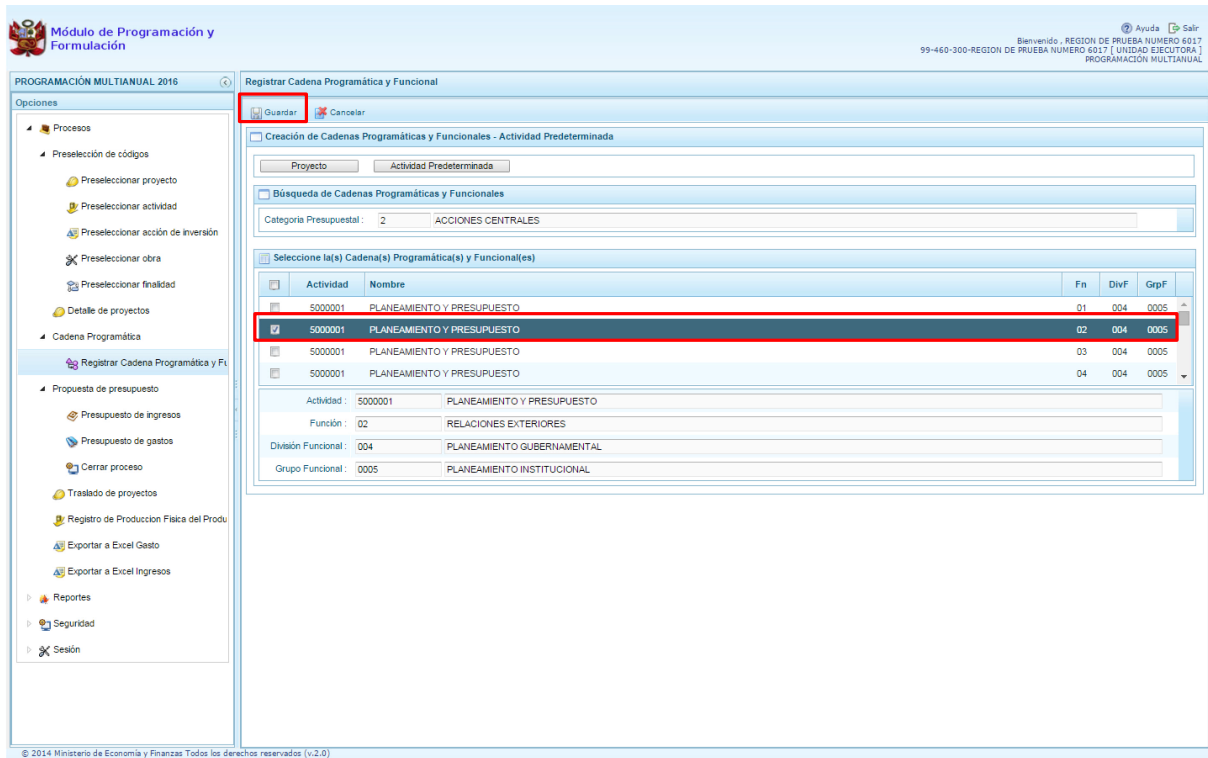 Módulo de Programación y
Formulación
Ayuda Salir
Bienvenido , REGION DE PRUEBA NUMERO 6017
99-460-300-REGION DE PRUEBA NUMERO 6017 [ UNIDAD EJECUTORA ]
PROGRAMACIÓN MULTIANUAL
PROGRAMACIÓN MULTIANUAL 2016
Opciones
Procesos
Preselección de códigos
Preseleccionar proyecto
Preseleccionar actividad
Preseleccionar acción de inversión
Preseleccionar obra
Preseleccionar finalidad
Detalle de proyectos
Cadena Programática
Registrar Cadena Programática y Fu
Propuesta de presupuesto
Presupuesto de ingresos
Presupuesto de gastos
Cerrar proceso
Traslado de proyectos
Registro de Produccion Fisica del Produ
Exportar a Excel Gasto
Exportar a Excel Ingresos
Reportes
Seguridad
Sesión
Registrar Cadena Programática y Funcional
Guardar Cancelar
Creación de Cadenas Programáticas y Funcionales - Actividad Predeterminada
Proyecto Actividad Predeterminada
Búsqueda de Cadenas Programáticas y Funcionales
Categoria Presupuestal : 2 ACCIONES CENTRALES
Seleccione la(s) Cadena(s) Programática(s) y Funcional(es)
Actividad Nombre Fn DivF GrpF
5000001 PLANEAMIENTO Y PRESUPUESTO 01 004 0005
5000001 PLANEAMIENTO Y PRESUPUESTO 02 004 0005
5000001 PLANEAMIENTO Y PRESUPUESTO 03 004 0005
5000001 PLANEAMIENTO Y PRESUPUESTO 04 004 0005
Actividad : 5000001 PLANEAMIENTO Y PRESUPUESTO
Función : 02 RELACIONES EXTERIORES
División Funcional : 004 PLANEAMIENTO GUBERNAMENTAL
Grupo Funcional : 0005 PLANEAMIENTO INSTITUCIONAL
© 2014 Ministerio de Economía y Finanzas Todos los derechos reservados (v.2.0)